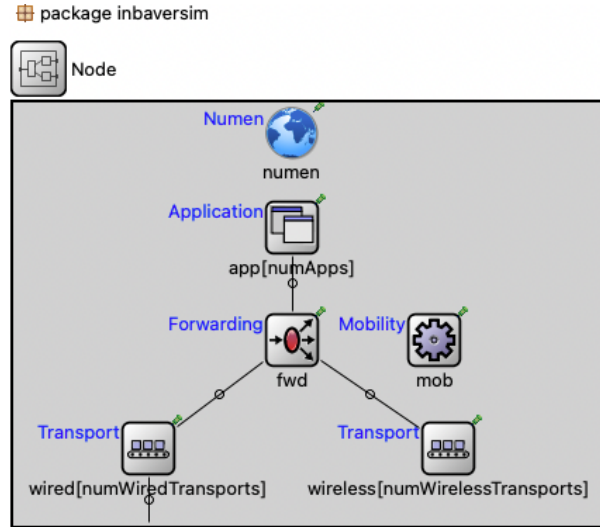 package inbaversim
Node
Numen
numen
Application
app[numApps]
Forwarding
Mobility
fwd
mob
Transport
Transport
wired[numWiredTransports]
wireless[numWirelessTransports]